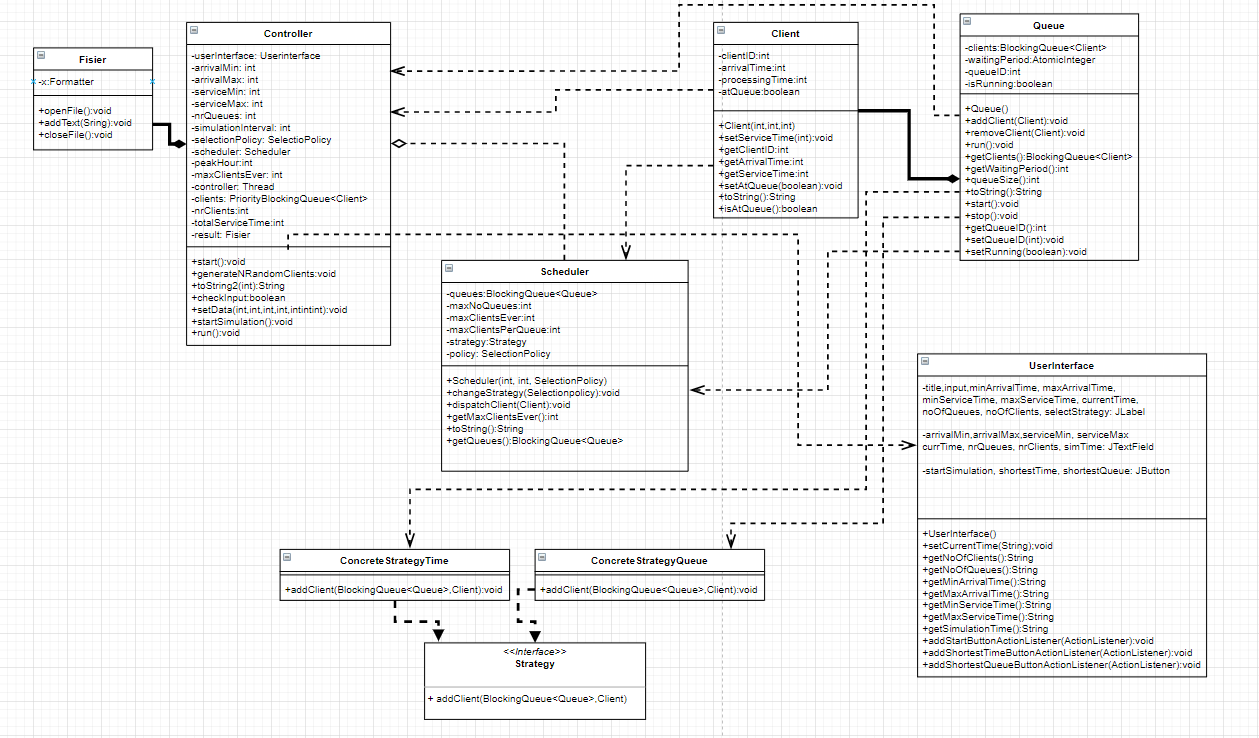 Fisier
-x:Formatter
+openFile():void
+addText(Sring):void
+closeFile():void
Controller
-userInterface: Userinterface
-arrivalMin: int
-arrivalMax: int
-serviceMin: int
-serviceMax: int
-nrQueues: int
-simulationInterval: int
-selectionPolicy: SelectioPolicy
-scheduler: Scheduler
-peakHour:int
-maxClientsEver: int
-controller: Thread
-clients: PriorityBlockingQueue<Client>
-nrClients:int
-totalServiceTime:int
-result: Fisier
+start():void
+generateNRandomClients:void
+toString2(int):String
+checkInput:boolean
+setData(int,int,int,int,intintint):void
+startSimulation():void
+run():void
Client
-clientID:int
-arrivalTime:int
-processingTime:int
-atQueue:boolean
+Client(int,int,int)
+setServiceTime(int):void
+getClientID:int
+getArrivalTime:int
+getServiceTime:int
+setAtQueue(boolean):void
+toString():String
+isAtQueue():boolean
Queue
-clients:BlockingQueue<Client>
-waitingPeriod:AtomicInteger
-queueID:int
-isRunning:boolean
+Queue()
+addClient(Client):void
+removeClient(Client):void
+run():void
+getClients():BlockingQueue<Client>
+getWaitingPeriod():int
+queueSize():int
+toString():String
+start():void
+stop():void
+getQueueID():int
+setQueueID(int):void
+setRunning(boolean):void
Scheduler
-queues:BlockingQueue<Queue>
-maxNoQueues:int
-maxClientsEver:int
-maxClientsPerQueue:int
-strategy:Strategy
-policy: SelectionPolicy
+Scheduler(int, int, SelectionPolicy)
+changeStrategy(Selectionpolicy):void
+dispatchClient(Client):void
+getMaxClientsEver():int
+toString():String
+getQueues():BlockingQueue<Queue>
UserInterface
-title,input,minArrivalTime, maxArrivalTime,
minServiceTime, maxServiceTime, currentTime,
noOfQueues, noOfClients, selectStrategy: JLabel
-arrivalMin,arrivalMax,serviceMin, serviceMax
currTime, nrQueues, nrClients, simTime: JTextField
-startSimulation, shortestTime, shortestQueue: JButton
+UserInterface()
+setCurrentTime(String);void
+getNoOfClients():String
+getNoOfQueues():String
+getMinArrivalTime():String
+getMaxArrivalTime():String
+getMinServiceTime():String
+getMaxServiceTime():String
+getSimulationTime():String
+addStartButtonActionListener(ActionListener):void
+addShortestTimeButtonActionListener(ActionListener):void
+addShortestQueueButtonActionListener(ActionListener):void
ConcreteStrategyTime
+addClient(BlockingQueue<Queue>,Client):void
ConcreteStrategyQueue
+addClient(BlockingQueue<Queue>,Client):void
<<Interface>>
Strategy
+ addClient(BlockingQueue<Queue>,Client)